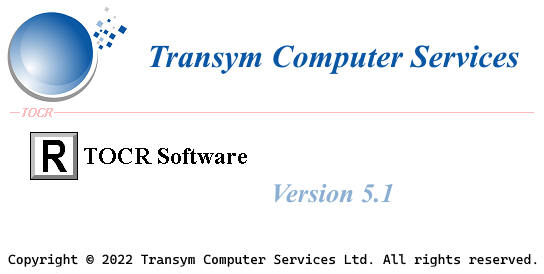 Transym Computer Services
TOCR
R TOCR Software
Version 5.1
Copyright © 2022 Transym Computer Services Ltd. All rights reserved.